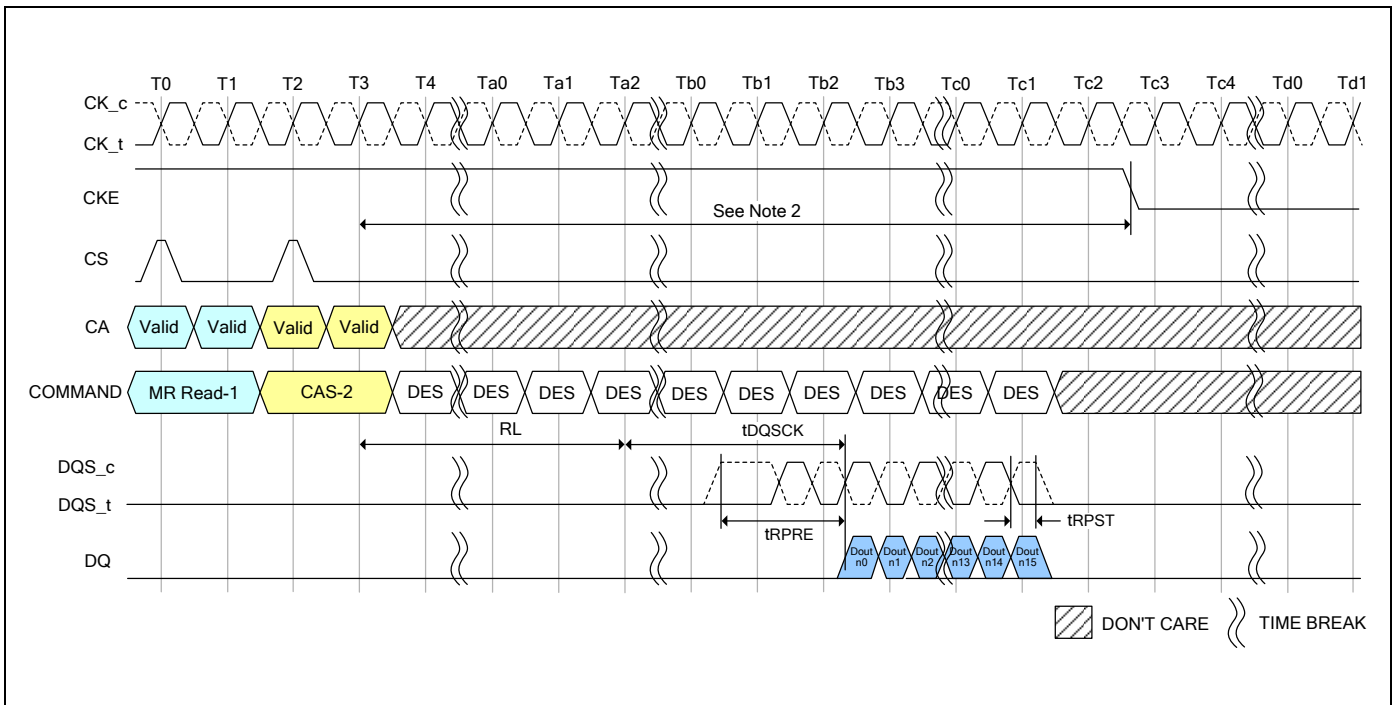 T0 T1 T2 T3 T4 Ta0 Ta1 Ta2 Tb0 Tb1 Tb2 Tb3 Tc0 Tc1 Tc2 Tc3 Tc4 Td0 Td1
CK_c
CK_t
CKE
See Note 2
CS
CA Valid Valid Valid Valid
COMMAND MR Read-1 CAS-2 DES DES DES DES DES DES DES DES DES DES
RL tDQSCK
DQS_c
DQS_t
tRPRE tRPST
DQ Dout n0 Dout n1 Dout n2 Dout n13 Dout n14 Dout n15
DON'T CARE TIME BREAK